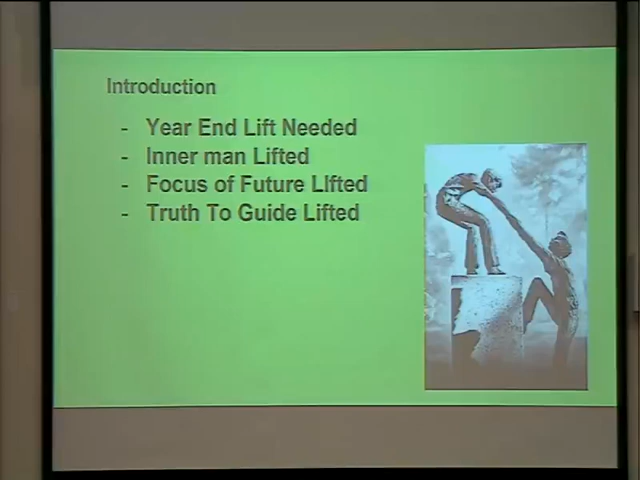 Introduction
- Year End Lift Needed
- Inner man Lifted
- Focus of Future LIfted
- Truth To Guide Lifted